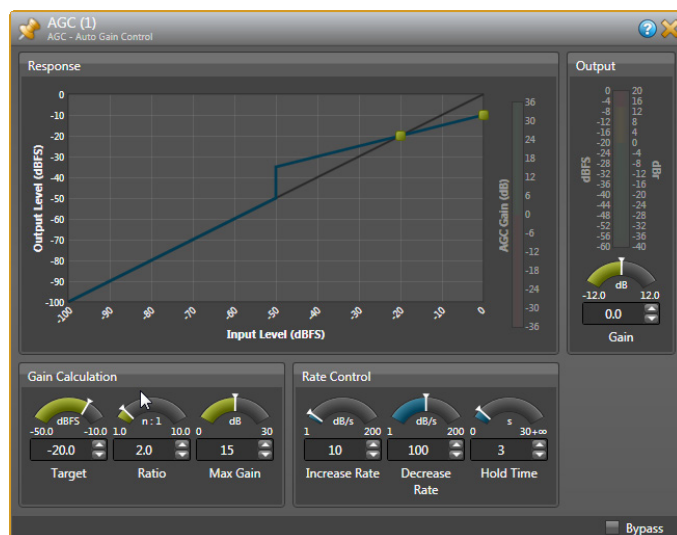 AGC (1)
AGC - Auto Gain Control
?
Response
0
-10
-20
-30
-40
-50
-60
-70
-80
-90
-100
Output Level (dBFS)
-100
-90
-80
-70
-60
-50
-40
-30
-20
-10
0
Input Level (dBFS)
36
30
24
18
12
6
0
-6
-12
-18
-24
-30
-36
AGC Gain (dB)
Output
0 20
-4 16
-8 12
-12 8
-16 4
-20 0
-24 -4
-28 -8
-32 -12
-36 -16
-40 -20
-44 -24
-48 -28
-52 -32
-56 -36
-60 -40
dBFS
dBr
dB
-12.0 12.0
0.0
Gain
Gain Calculation
dBFS
-50.0 -10.0
-20.0
Target
n : 1
1.0 10.0
2.0
Ratio
dB
0 30
15
Max Gain
Rate Control
dB/s
1 200
10
Increase Rate
dB/s
1 200
100
Decrease
Rate
s
0 30+∞
3
Hold Time
Bypass